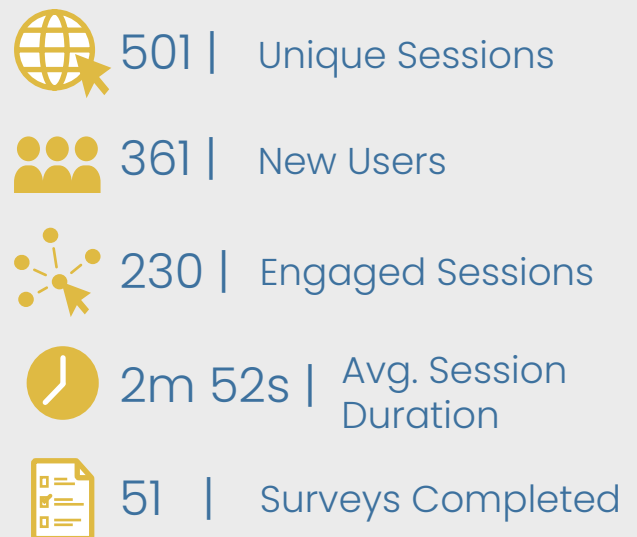 501 | Unique Sessions
361 | New Users
230 | Engaged Sessions
2m 52s | Avg. Session
Duration
51 | Surveys Completed